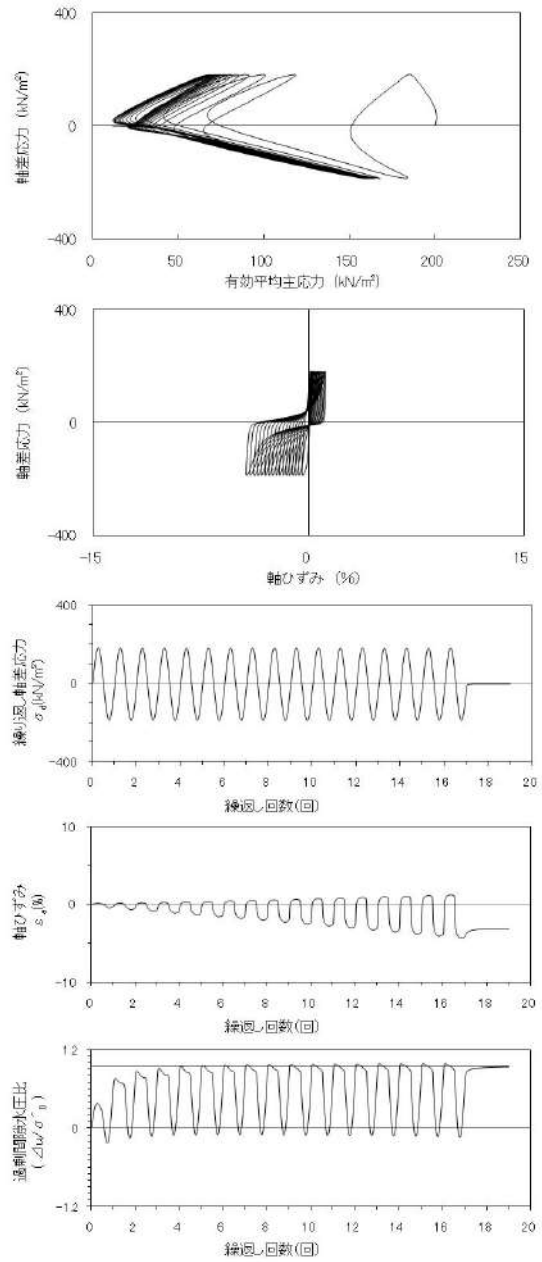 400
0
-400
軸差応力 (kN/m²)
0 50 100 150 200 250
有効平均主応力 (kN/m²)
400
0
-400
軸差応力 (kN/m²)
-15 0 15
軸ひずみ (%)
400
0
-400
繰り返し軸差応力
σd(kN/m²)
0 2 4 6 8 10 12 14 16 18 20
繰返し回数(回)
10
0
-10
軸ひずみ
εa(%)
0 2 4 6 8 10 12 14 16 18 20
繰返し回数(回)
1.2
0
-1.2
過剰間隙水圧比
(Δu/σ'0)
0 2 4 6 8 10 12 14 16 18 20
繰返し回数(回)